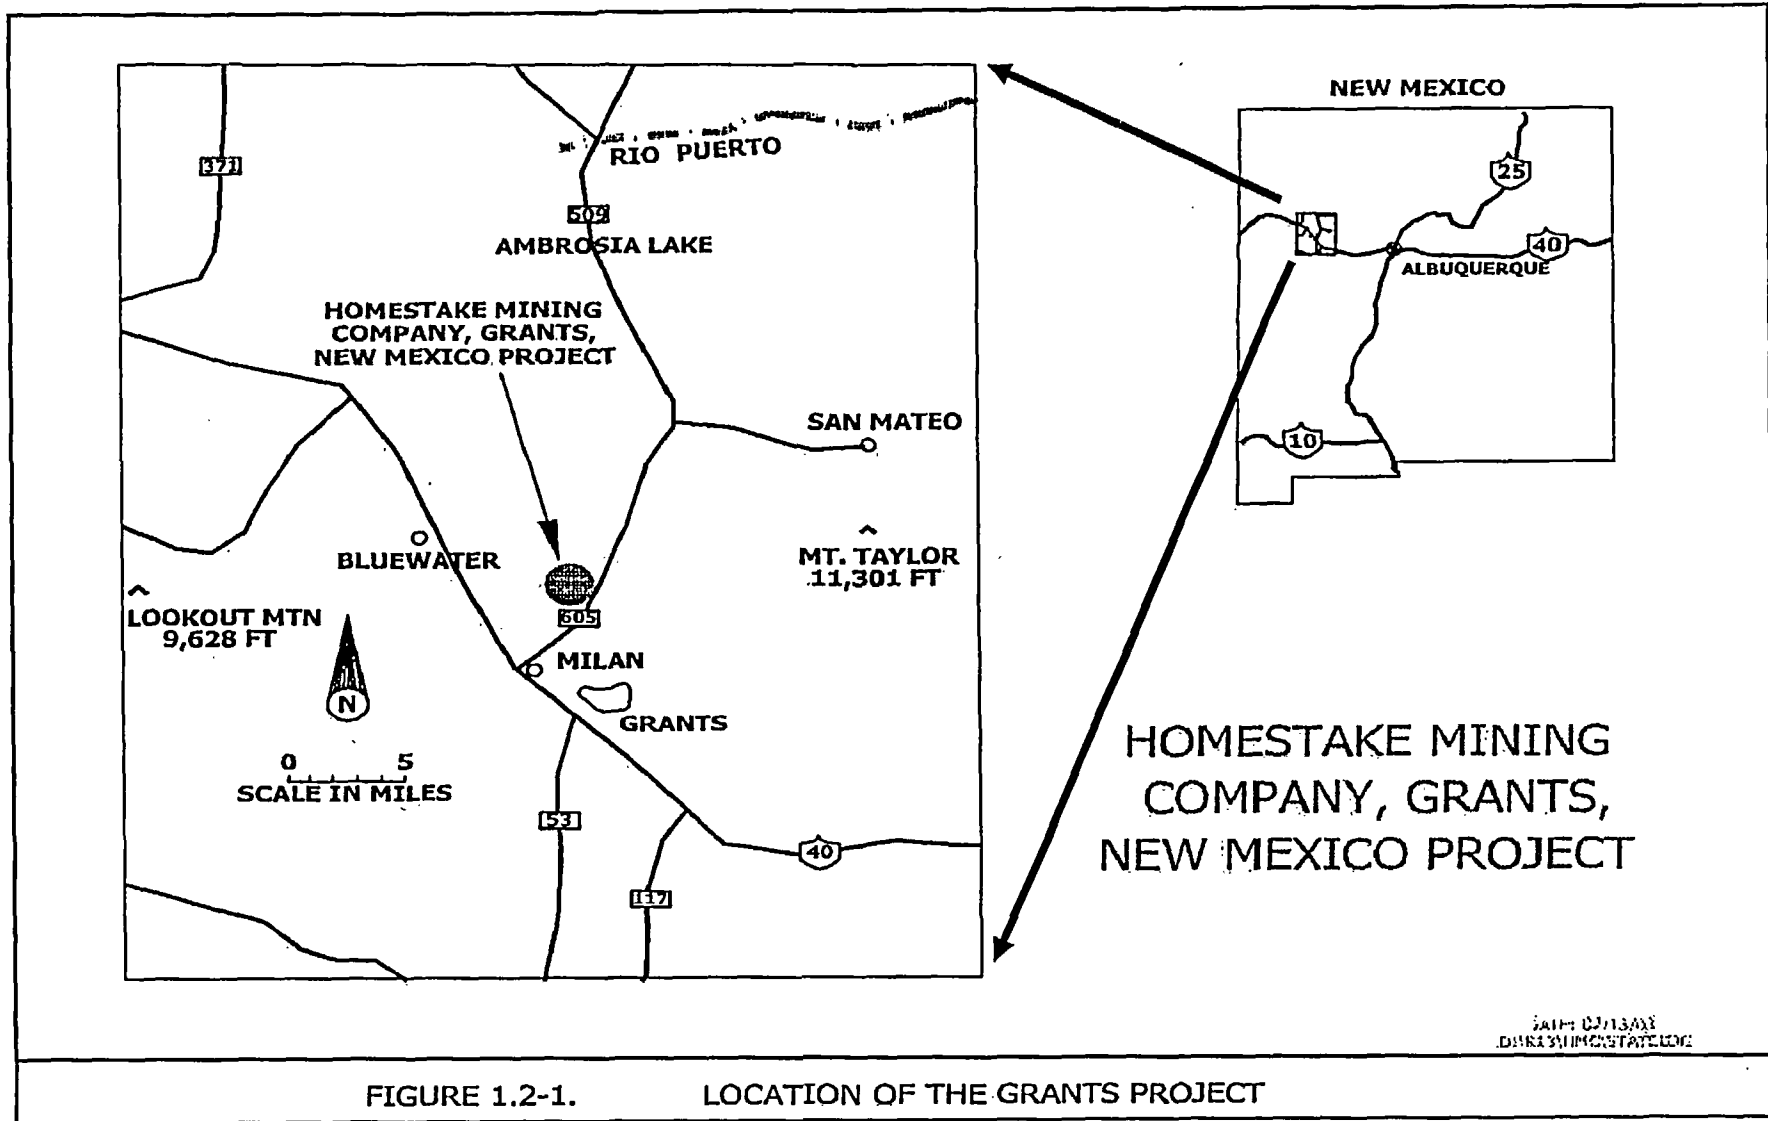 NEW MEXICO
371
RIO PUERTO
25
509
AMBROSIA LAKE
40
ALBUQUERQUE
HOMESTAKE MINING
COMPANY, GRANTS,
NEW MEXICO PROJECT
SAN MATEO
10
BLUEWATER
MT. TAYLOR
11,301 FT
LOOKOUT MTN
9,628 FT
605
MILAN
N
GRANTS
0 5
SCALE IN MILES
53
40
117
HOMESTAKE MINING
COMPANY, GRANTS,
NEW MEXICO PROJECT
FIGURE 1.2-1. LOCATION OF THE GRANTS PROJECT